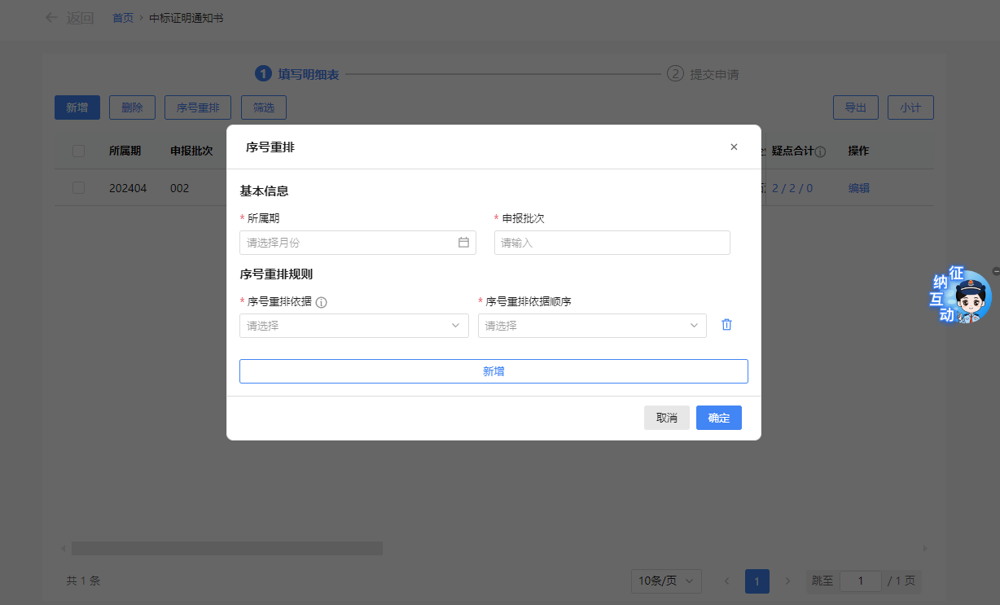 返回 首页 > 中标证明通知书
1 填写明细表 2 提交申请
新增 删除 序号重排 筛选 导出 小计
序号重排 ×
所属期 申报批次 疑点合计 操作
202404 002 2 / 2 / 0 编辑
基本信息
* 所属期 * 申报批次
请选择月份 请输入
序号重排规则
* 序号重排依据 * 序号重排依据顺序
请选择 请选择
新增
取消 确定
征纳互动
共 1 条 10条/页 < 1 > 跳至 1 / 1 页